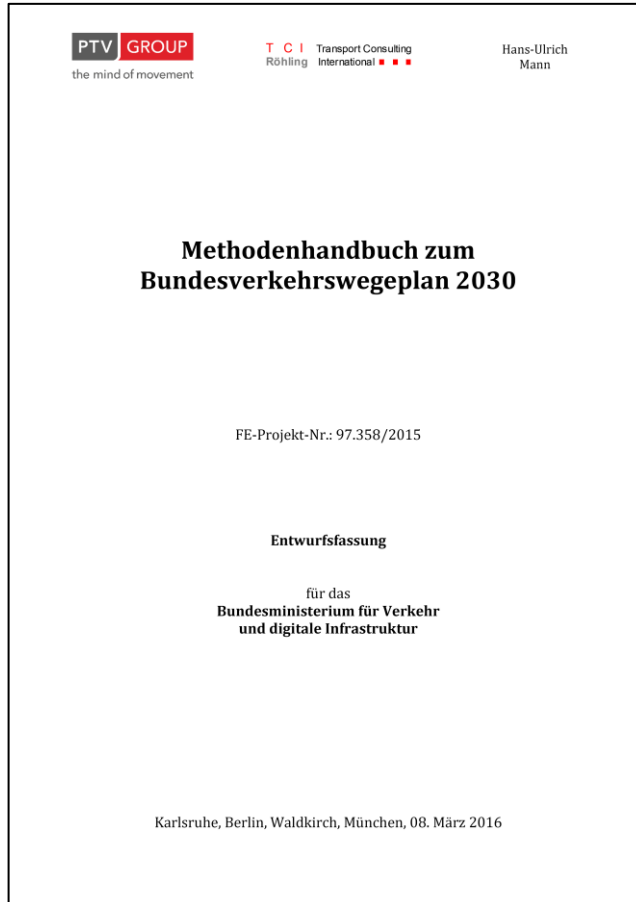 PTV GROUP
the mind of movement
T C I Transport Consulting
Röhling International
Hans-Ulrich
Mann
Methodenhandbuch zum
Bundesverkehrswegeplan 2030
FE-Projekt-Nr.: 97.358/2015
Entwurfsfassung
für das
Bundesministerium für Verkehr
und digitale Infrastruktur
Karlsruhe, Berlin, Waldkirch, München, 08. März 2016